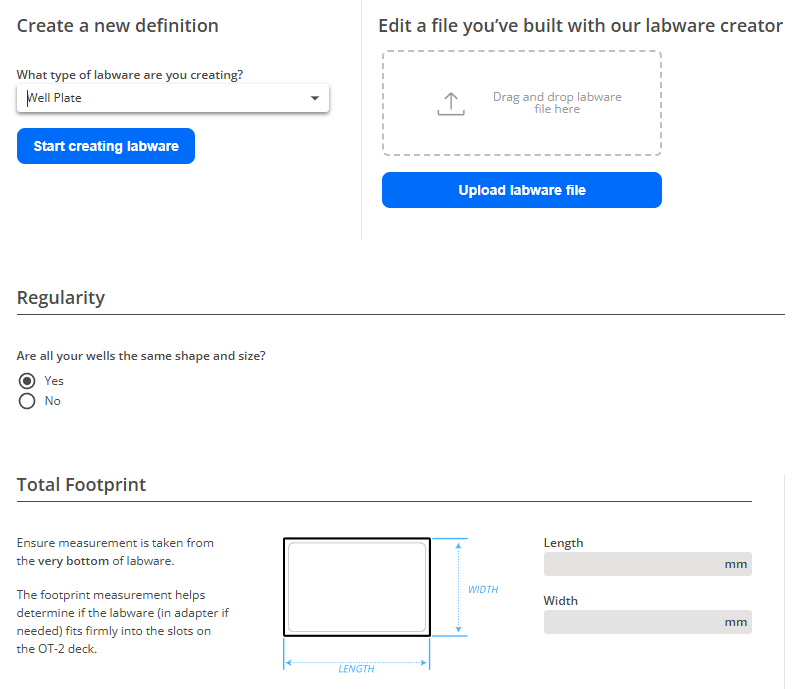 Create a new definition
What type of labware are you creating?
Well Plate
Start creating labware
Edit a file you’ve built with our labware creator
Drag and drop labware
file here
Upload labware file
Regularity
Are all your wells the same shape and size?
Yes
No
Total Footprint
Ensure measurement is taken from
the very bottom of labware.
The footprint measurement helps
determine if the labware (in adapter if
needed) fits firmly into the slots on
the OT-2 deck.
WIDTH
LENGTH
Length
mm
Width
mm